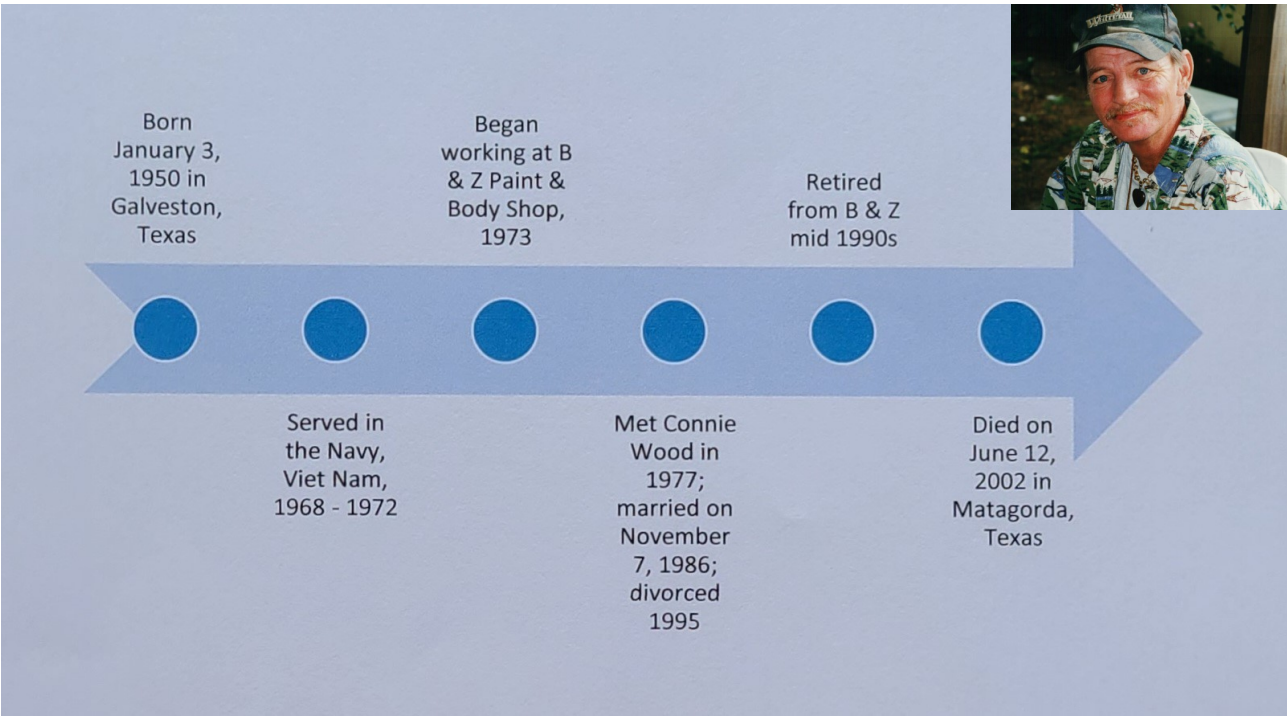 Born
January 3,
1950 in
Galveston,
Texas
Served in
the Navy,
Viet Nam,
1968 - 1972
Began
working at B
& Z Paint &
Body Shop,
1973
Met Connie
Wood in
1977;
married on
November
7, 1986;
divorced
1995
Retired
from B & Z
mid 1990s
Died on
June 12,
2002 in
Matagorda,
Texas